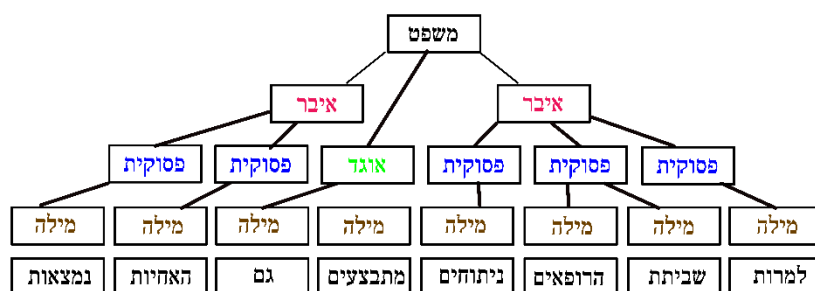 משפט
איבר איבר
פסוקית פסוקית פסוקית אוגד פסוקית פסוקית
מילה מילה מילה מילה מילה מילה מילה מילה
למרות שביתת הרופאים ניתוחים מתבצעים גם האחיות נמצאות